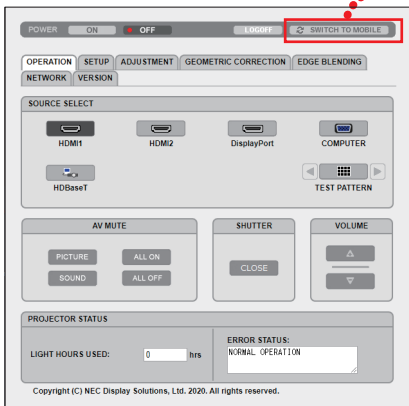 POWER ON OFF LOGOFF SWITCH TO MOBILE
OPERATION SETUP ADJUSTMENT GEOMETRIC CORRECTION EDGE BLENDING
NETWORK VERSION
SOURCE SELECT
HDMI1 HDMI2 DisplayPort COMPUTER
HDBaseT TEST PATTERN
AV MUTE SHUTTER VOLUME
PICTURE ALL ON
CLOSE
SOUND ALL OFF
PROJECTOR STATUS
ERROR STATUS:
LIGHT HOURS USED: 0 hrs NORMAL OPERATION
Copyright (C) NEC Display Solutions, Ltd. 2020. All rights reserved.